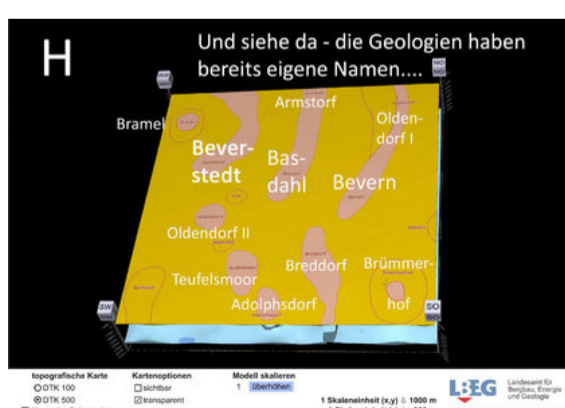 H
Und siehe da - die Geologien haben
bereits eigene Namen....
NO
Armstorf
Bramel
Olden-
dorf I
Bever-
stedt
Bas-
dahl
Bevern
Oldendorf II
Breddorf
Brümmer-
hof
Teufelsmoor
Adolphsdorf
SW
SO
topografische Karte
Kartenoptionen
Modell skalieren
DTK 100
sichtbar
1 überhöhen
DTK 500
transparent
1 Skaleneinheit (x,y) ≙ 1000 m
LBEG
Landesamt für
Bergbau, Energie
und Geologie